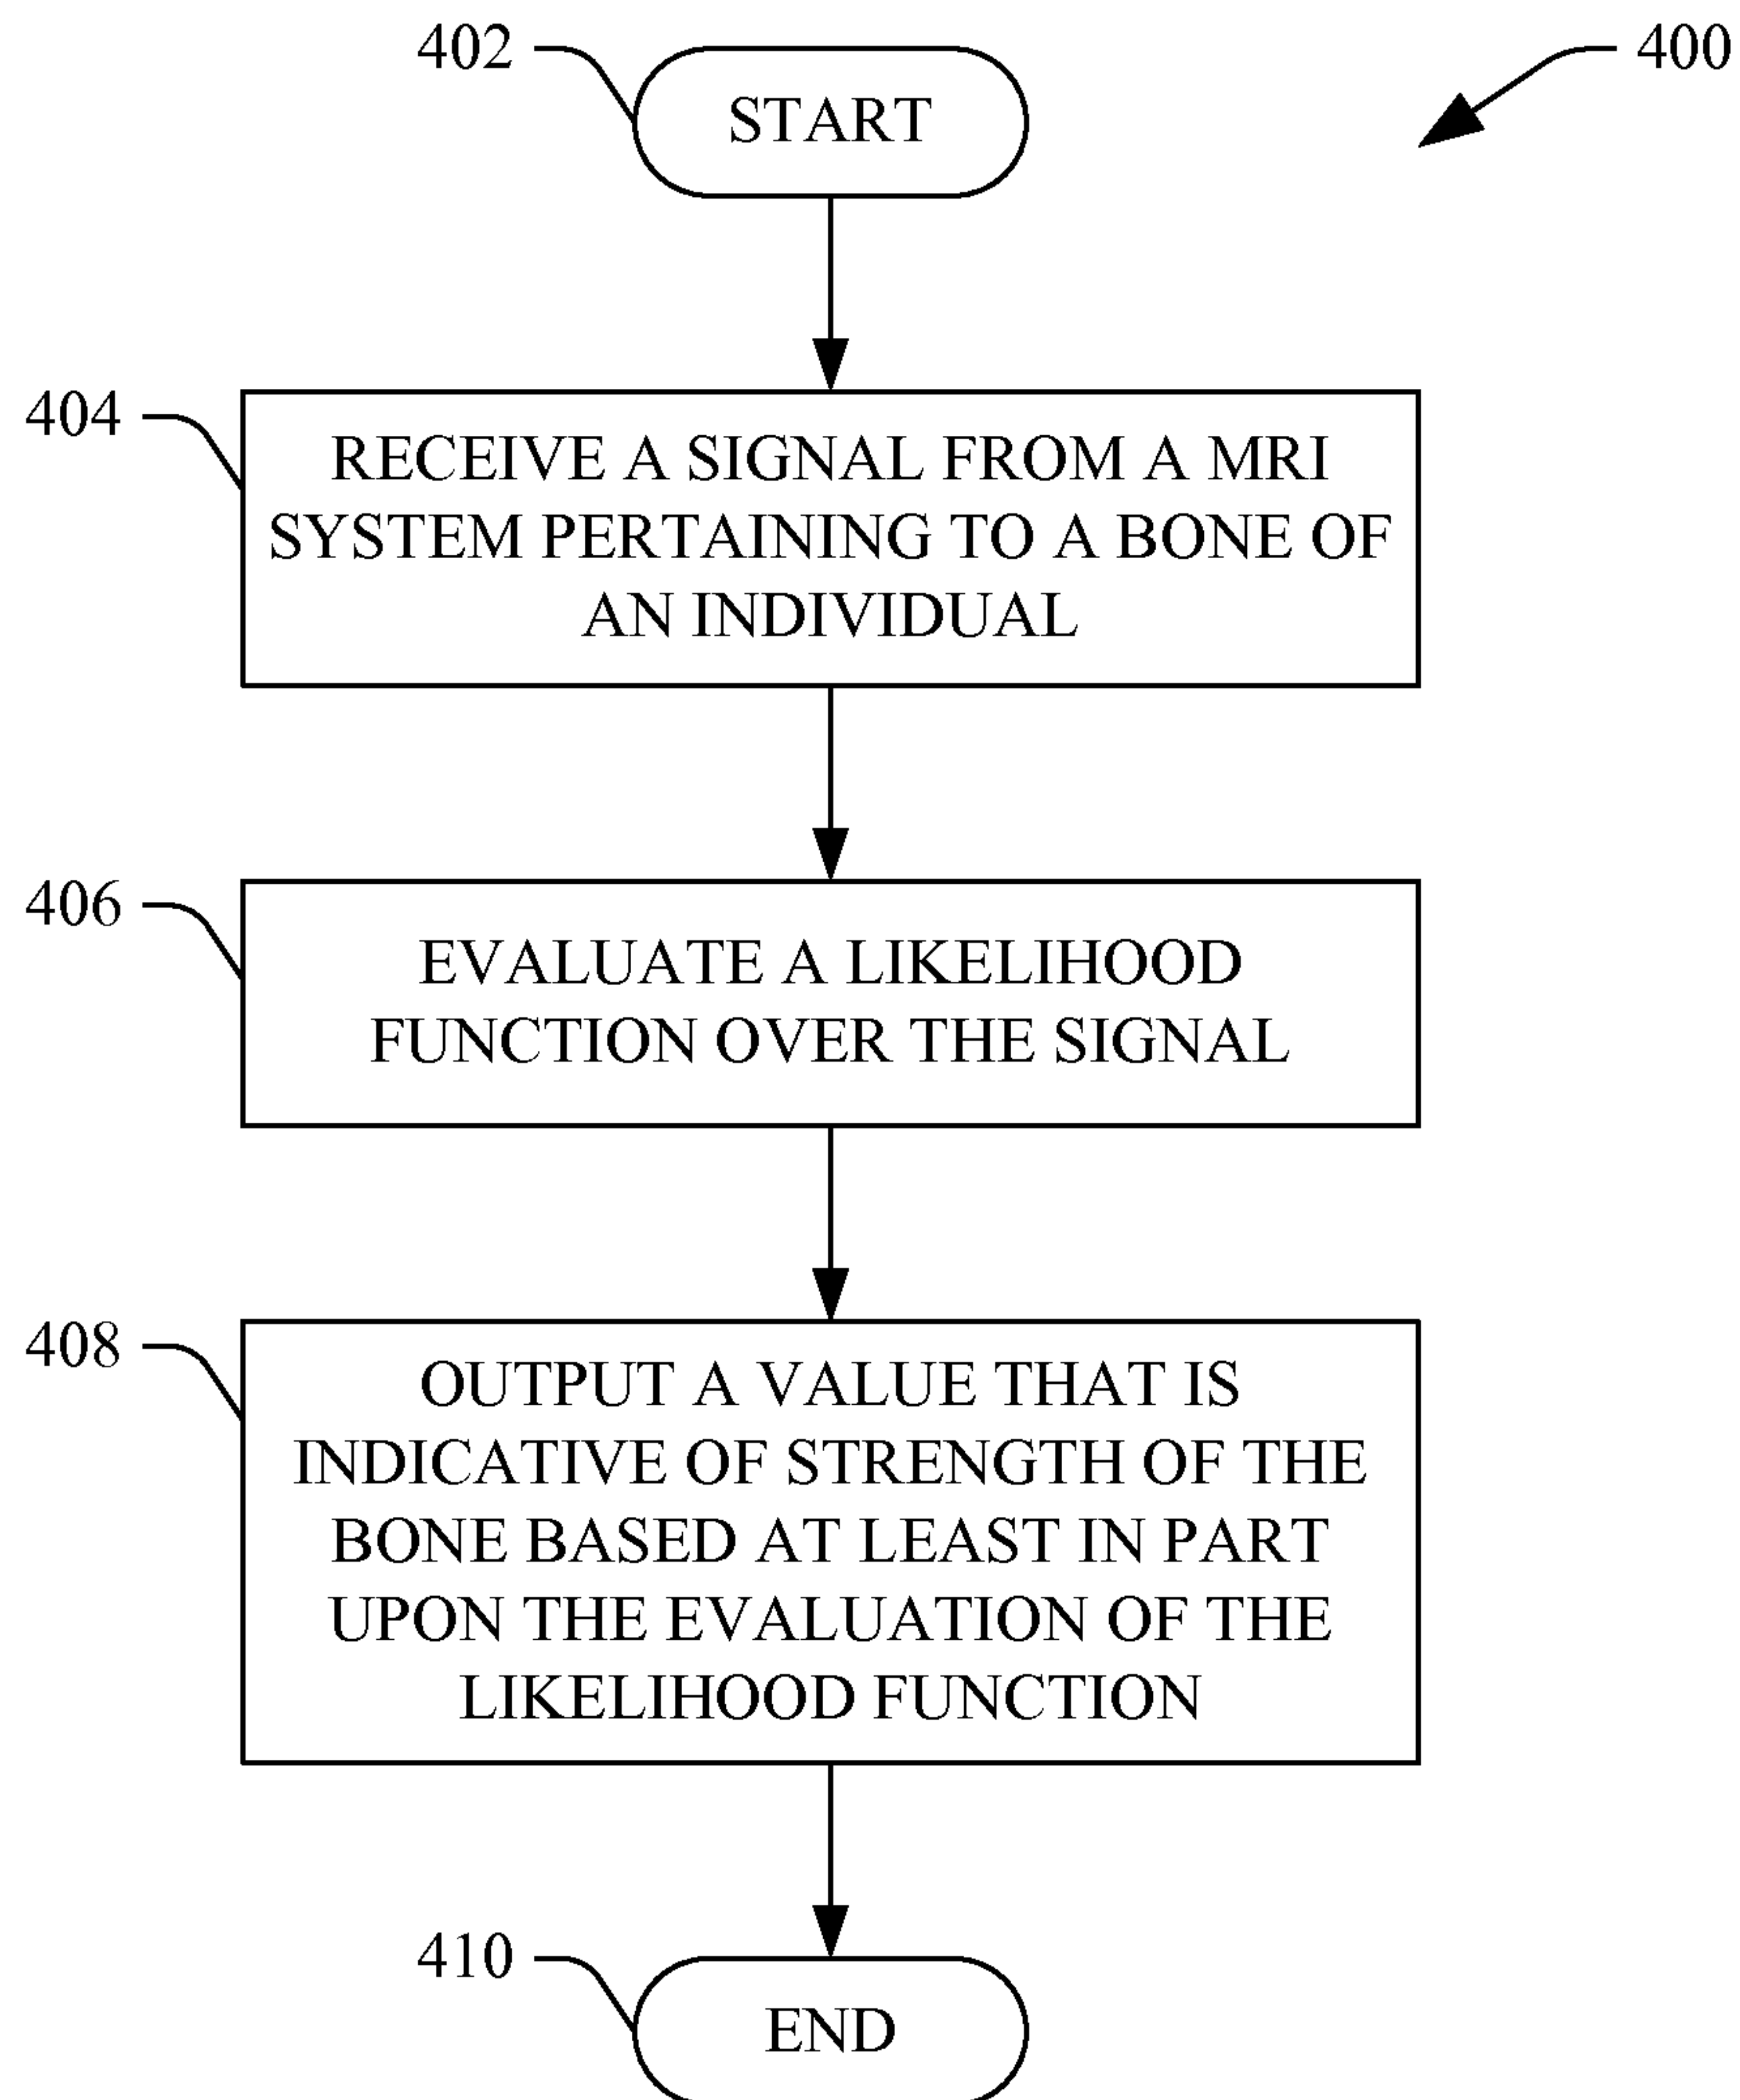 402
START
400
404
RECEIVE A SIGNAL FROM A MRI
SYSTEM PERTAINING TO A BONE OF
AN INDIVIDUAL
406
EVALUATE A LIKELIHOOD
FUNCTION OVER THE SIGNAL
408
OUTPUT A VALUE THAT IS
INDICATIVE OF STRENGTH OF THE
BONE BASED AT LEAST IN PART
UPON THE EVALUATION OF THE
LIKELIHOOD FUNCTION
410
END